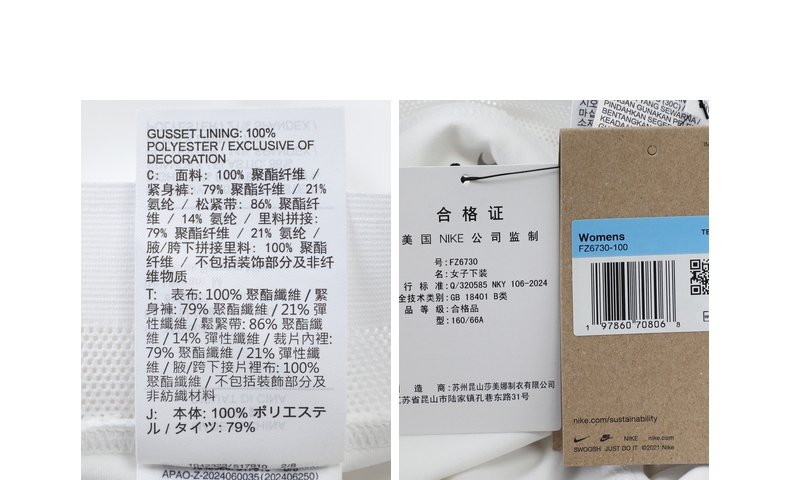 GUSSET LINING: 100%
POLYESTER / EXCLUSIVE OF
DECORATION
C: 面料: 100% 聚酯纤维 /
紧身裤: 79% 聚酯纤维 / 21%
氨纶 / 松紧带: 86% 聚酯纤
维 / 14% 氨纶 / 里料拼接:
79% 聚酯纤维 / 21% 氨纶 /
腋/胯下拼接里料: 100% 聚酯
纤维 / 不包括装饰部分及非纤
维物质
T: 表布: 100% 聚酯纖維 / 緊
身褲: 79% 聚酯纖維 / 21% 彈
性纖維 / 鬆緊帶: 86% 聚酯纖
維 / 14% 彈性纖維 / 裁片內裡:
79% 聚酯纖維 / 21% 彈性纖
維 / 腋/胯下接片裡布: 100%
聚酯纖維 / 不包括裝飾部分及
非紡織材料
J: 本体: 100% ポリエステ
ル / タイツ: 79%
APAO-Z-2024060035(202406250)
合格证
美国 NIKE 公司监制
号: FZ6730
名: 女子下装
行 标 准: Q/320585 NKY 106-2024
全技术类别: GB 18401 B类
品 等 级: 合格品
型: 160/66A
造 商: 苏州昆山莎美娜制衣有限公司
江苏省昆山市陆家镇孔巷东路31号
(30C) /
GUNAKAN SEWARNA /
PINDAHKAN SEGERA
BENTANGKAN
KEADAA
Womens
FZ6730-100
1 97860 70806 8
nike.com/sustainability
NIKE nike.com
SWOOSH JUST DO IT ©2021 Nike